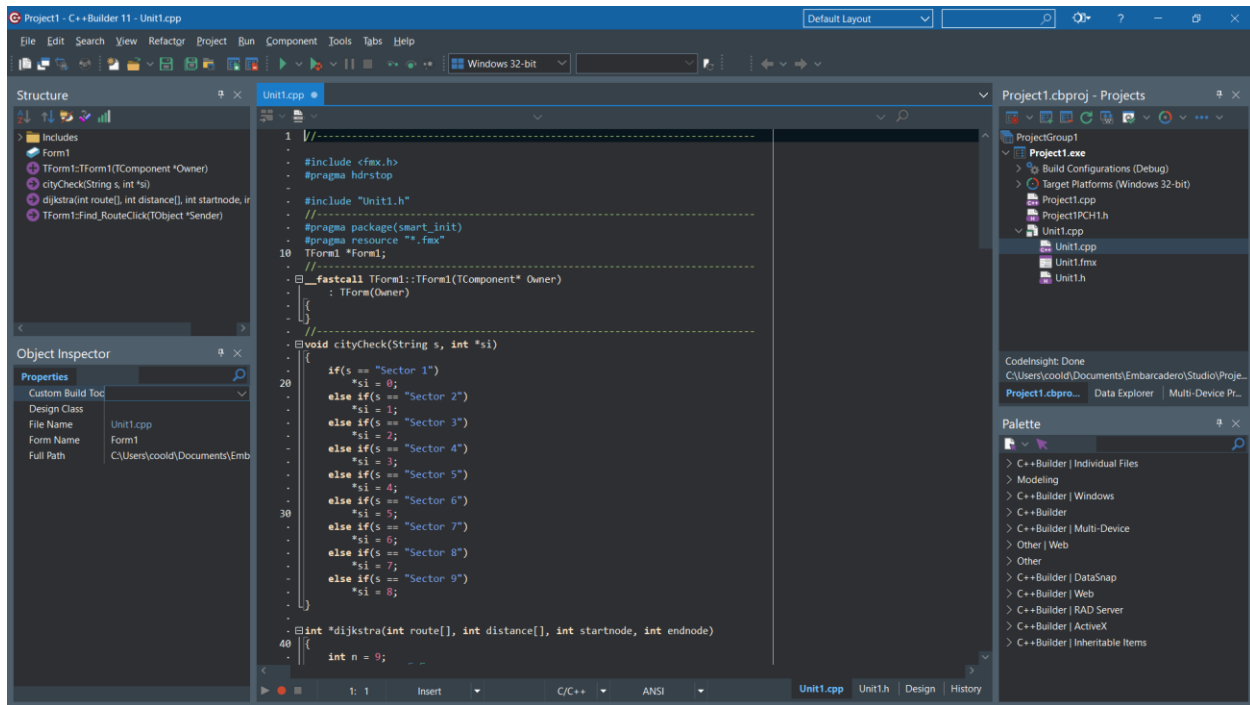 Project1 - C++Builder 11 - Unit1.cpp
Default Layout
?
File Edit Search View Refactor Project Run Component Tools Tabs Help
Windows 32-bit
Structure
Includes
Form1
TForm1::TForm1(TComponent *Owner)
cityCheck(String s, int *si)
dijkstra(int route[], int distance[], int startnode, ir
TForm1::Find_RouteClick(TObject *Sender)
Object Inspector
Properties
Custom Build Toc
Design Class
File Name Unit1.cpp
Form Name Form1
Full Path C:\Users\coold\Documents\Emb
Unit1.cpp
1 //---------------------------------------------------------------------------
#include <fmx.h>
#pragma hdrstop
#include "Unit1.h"
//---------------------------------------------------------------------------
#pragma package(smart_init)
#pragma resource "*.fmx"
10 TForm1 *Form1;
//---------------------------------------------------------------------------
__fastcall TForm1::TForm1(TComponent* Owner)
: TForm(Owner)
{
}
//---------------------------------------------------------------------------
void cityCheck(String s, int *si)
{
if(s == "Sector 1")
20 *si = 0;
else if(s == "Sector 2")
*si = 1;
else if(s == "Sector 3")
*si = 2;
else if(s == "Sector 4")
*si = 3;
else if(s == "Sector 5")
*si = 4;
else if(s == "Sector 6")
30 *si = 5;
else if(s == "Sector 7")
*si = 6;
else if(s == "Sector 8")
*si = 7;
else if(s == "Sector 9")
*si = 8;
}
int *dijkstra(int route[], int distance[], int startnode, int endnode)
40 {
int n = 9;
1: 1 Insert C/C++ ANSI
Unit1.cpp Unit1.h Design History
Project1.cbproj - Projects
ProjectGroup1
Project1.exe
Build Configurations (Debug)
Target Platforms (Windows 32-bit)
Project1.cpp
Project1PCH1.h
Unit1.cpp
Unit1.cpp
Unit1.fmx
Unit1.h
CodeInsight: Done
C:\Users\coold\Documents\Embarcadero\Studio\Proje...
Project1.cbpro... Data Explorer Multi-Device Pr...
Palette
C++Builder | Individual Files
Modeling
C++Builder | Windows
C++Builder
C++Builder | Multi-Device
Other | Web
Other
C++Builder | DataSnap
C++Builder | Web
C++Builder | RAD Server
C++Builder | ActiveX
C++Builder | Inheritable Items